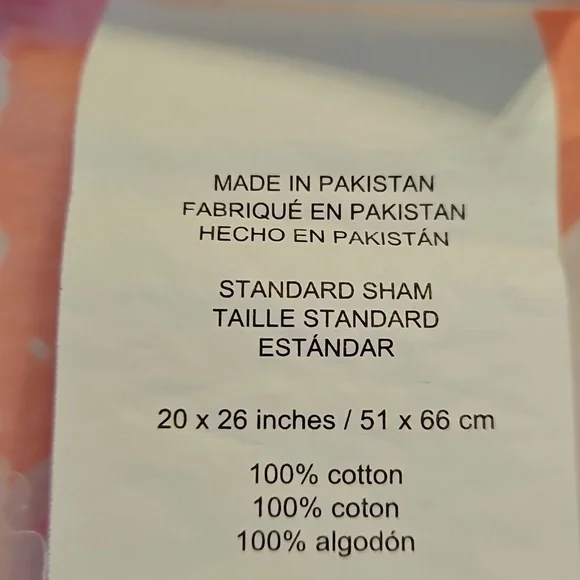 MADE IN PAKISTAN
FABRIQUÉ EN PAKISTAN
HECHO EN PAKISTÁN
STANDARD SHAM
TAILLE STANDARD
ESTÁNDAR
20 x 26 inches / 51 x 66 cm
100% cotton
100% coton
100% algodón